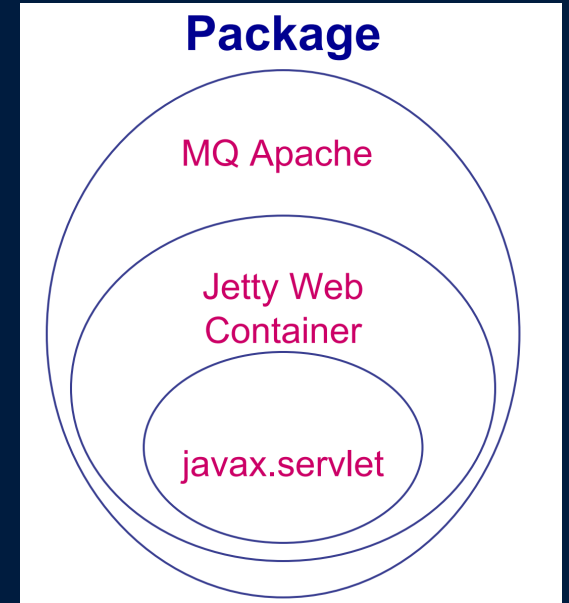 Package
MQ Apache
Jetty Web
Container
javax.servlet